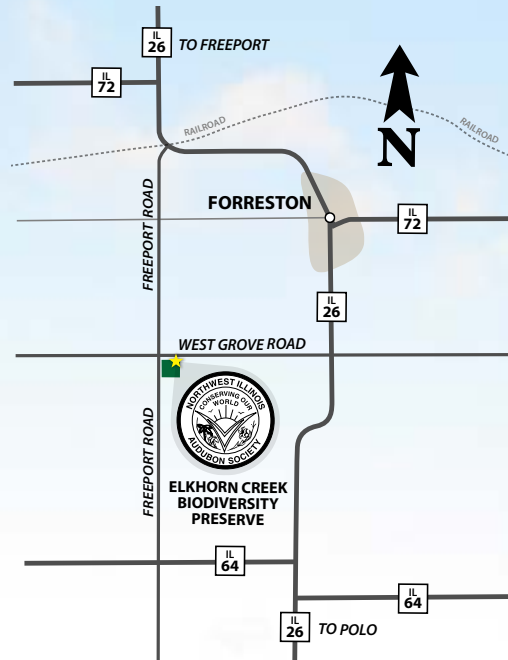 IL
26
TO FREEPORT
IL
72
RAILROAD
RAILROAD
N
FREEPORT ROAD
FORRESTON
IL
72
IL
26
WEST GROVE ROAD
NORTHWEST ILLINOIS
CONSERVING OUR
WORLD
AUDUBON SOCIETY
FREEPORT ROAD
ELKHORN CREEK
BIODIVERSITY
PRESERVE
IL
64
IL
64
IL
26
TO POLO